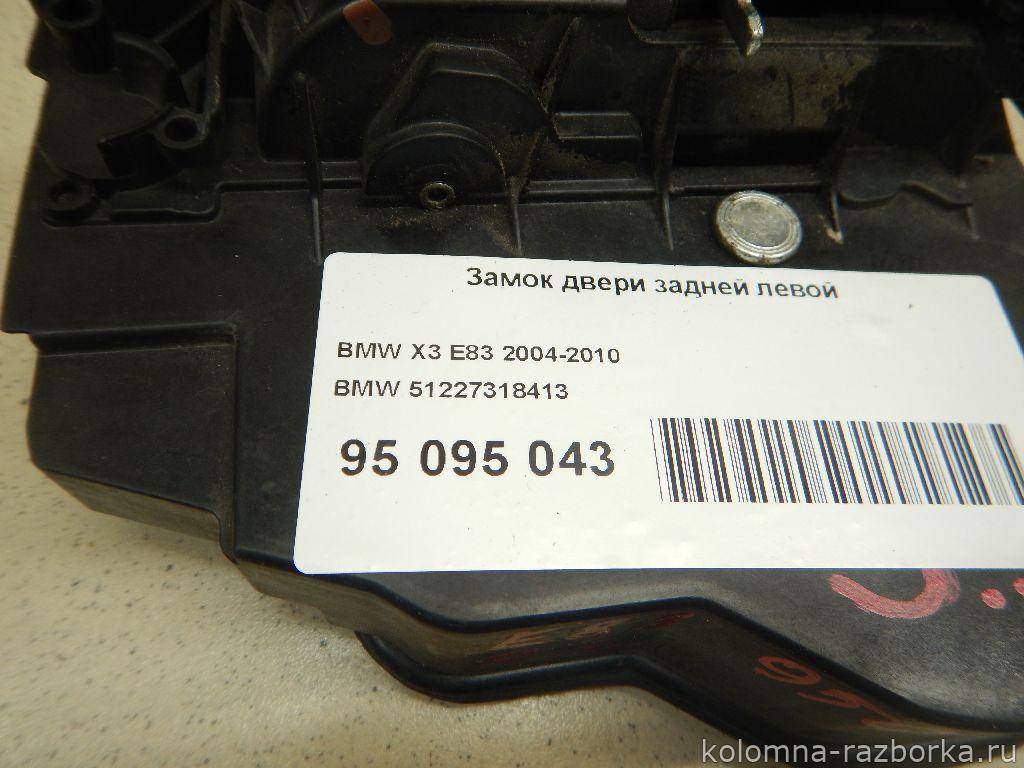 Замок двери задней левой
BMW X3 E83 2004-2010
BMW 51227318413
95 095 043
kolomna-razborka.ru